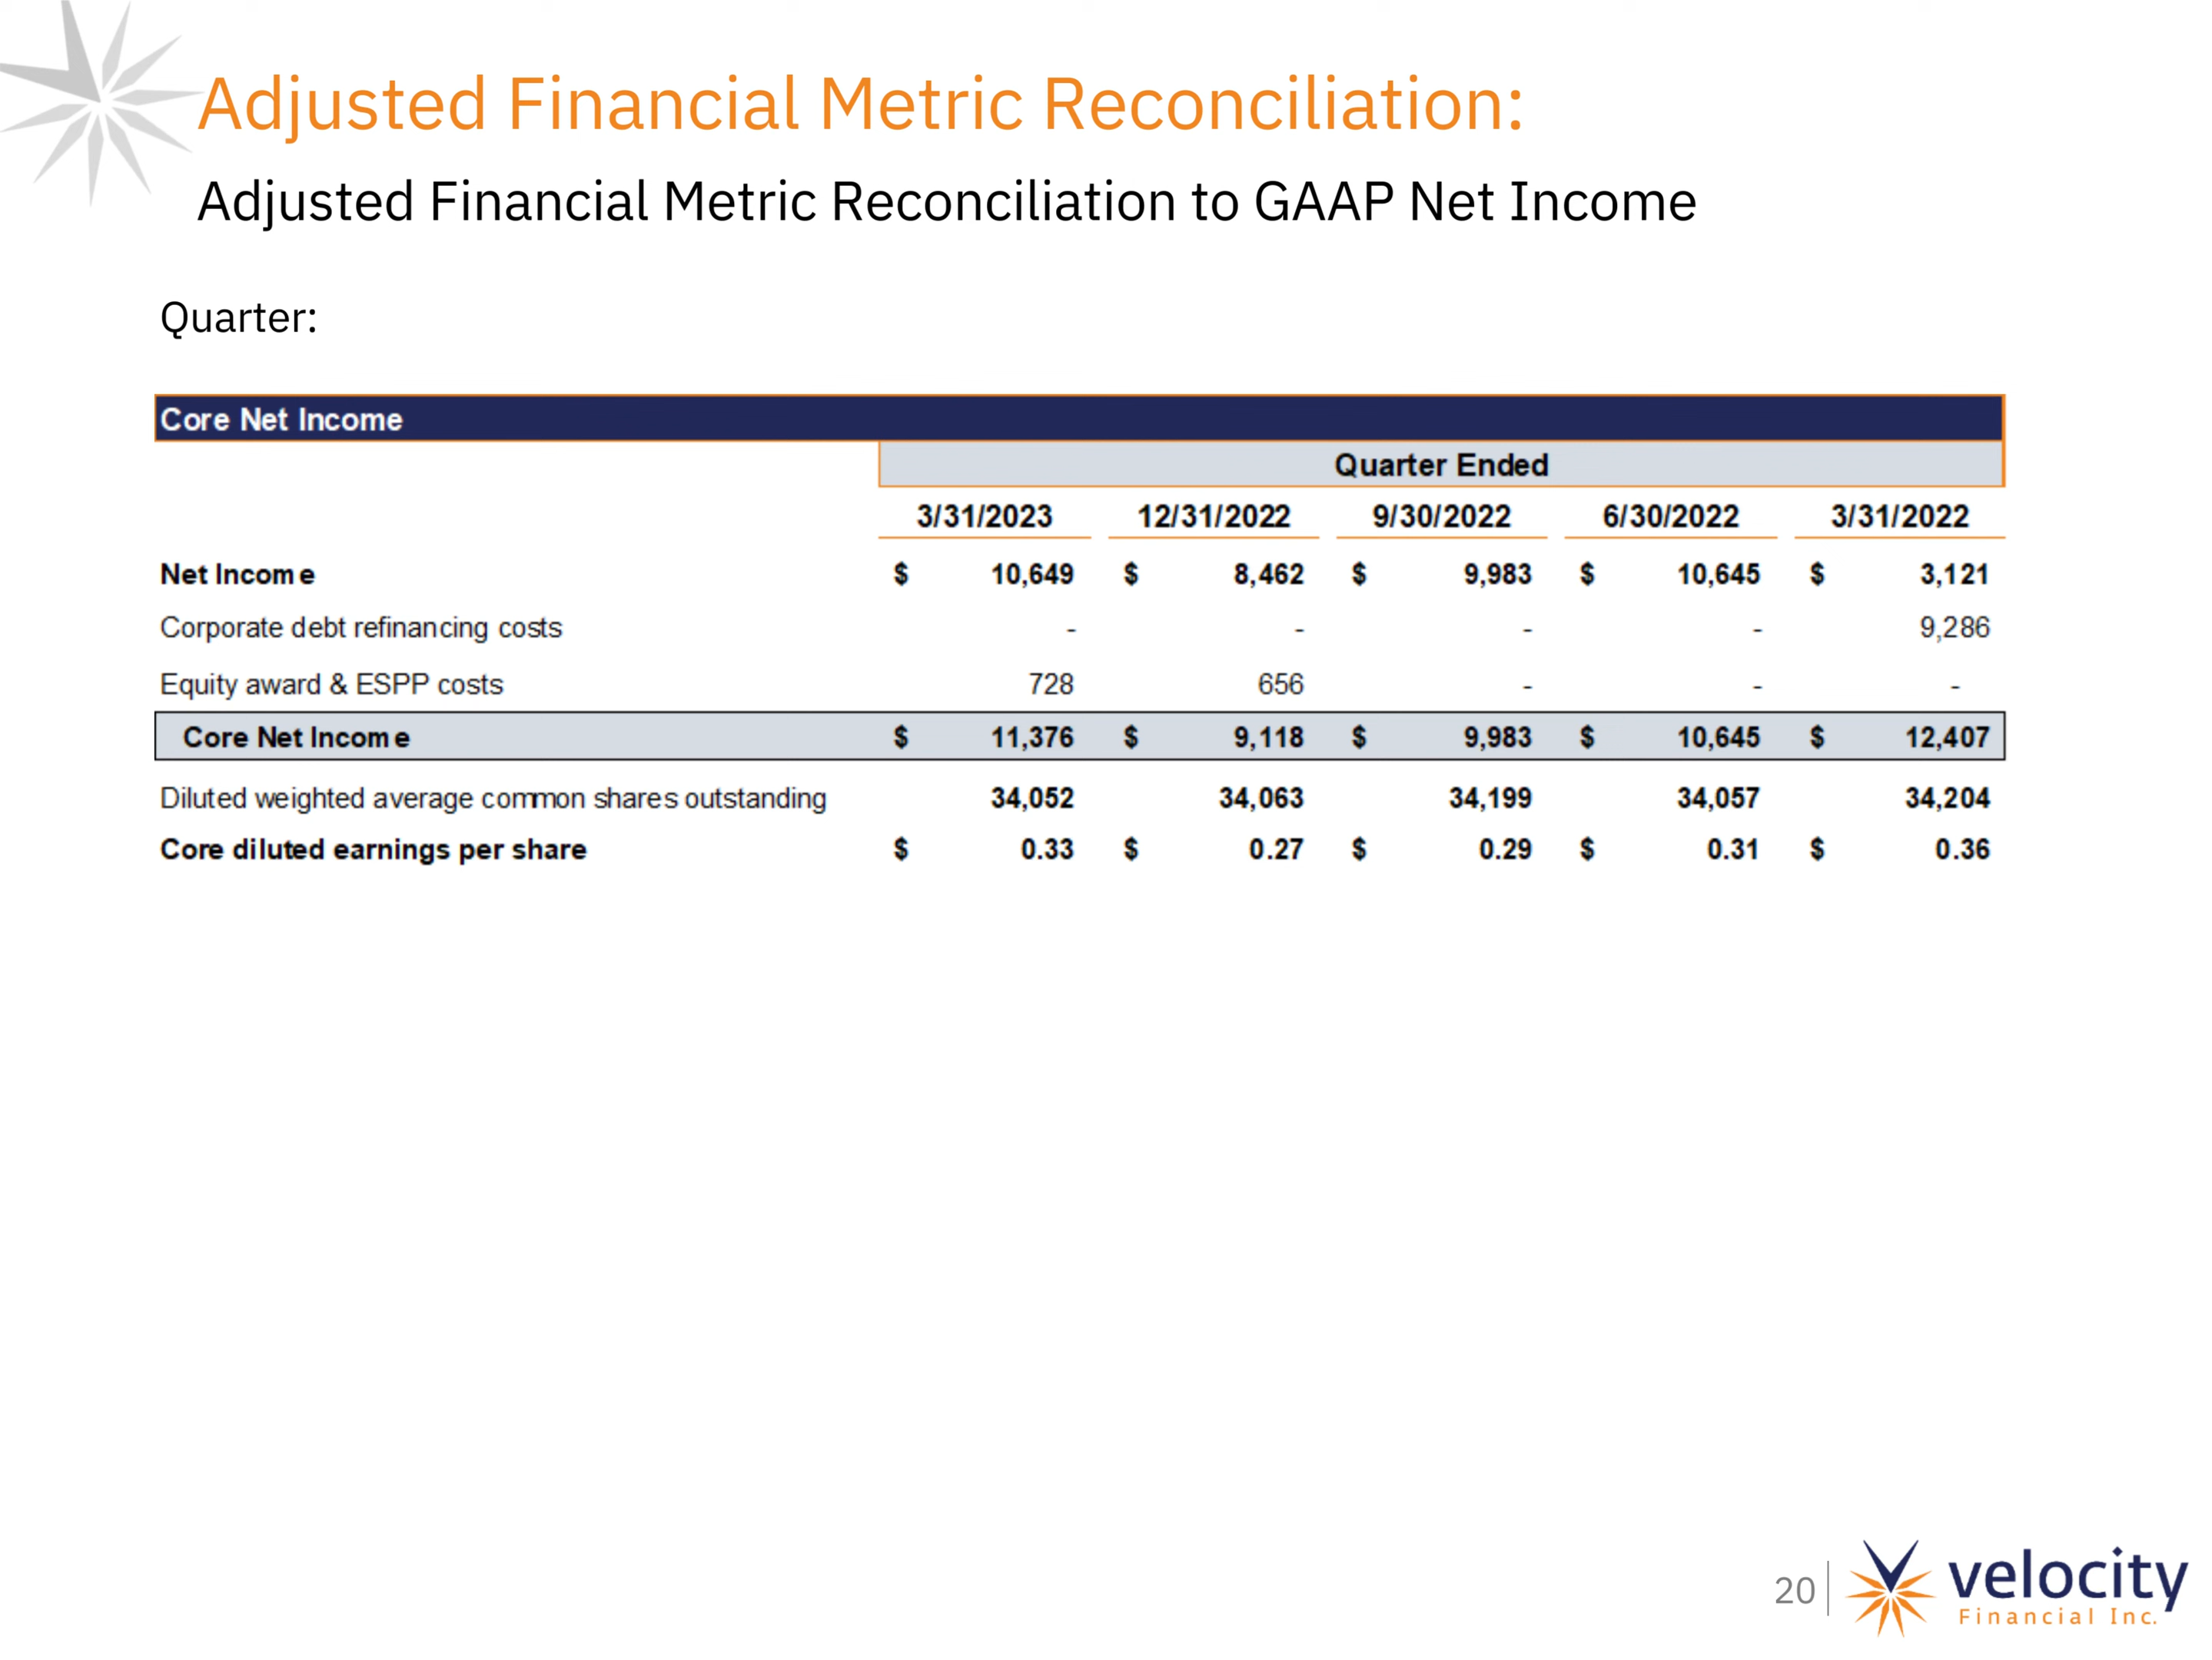 Adjusted Financial Metric Reconciliation:
Adjusted Financial Metric Reconciliation to GAAP Net Income
Quarter:
Core Net Income
Quarter Ended
3/31/2023 12/31/2022 9/30/2022 6/30/2022 3/31/2022
Net Income $ 10,649 $ 8,462 $ 9,983 $ 10,645 $ 3,121
Corporate debt refinancing costs - - - - 9,286
Equity award & ESPP costs 728 656 - - -
Core Net Income $ 11,376 $ 9,118 $ 9,983 $ 10,645 $ 12,407
Diluted weighted average common shares outstanding 34,052 34,063 34,199 34,057 34,204
Core diluted earnings per share $ 0.33 $ 0.27 $ 0.29 $ 0.31 $ 0.36
20
velocity
Financial Inc.